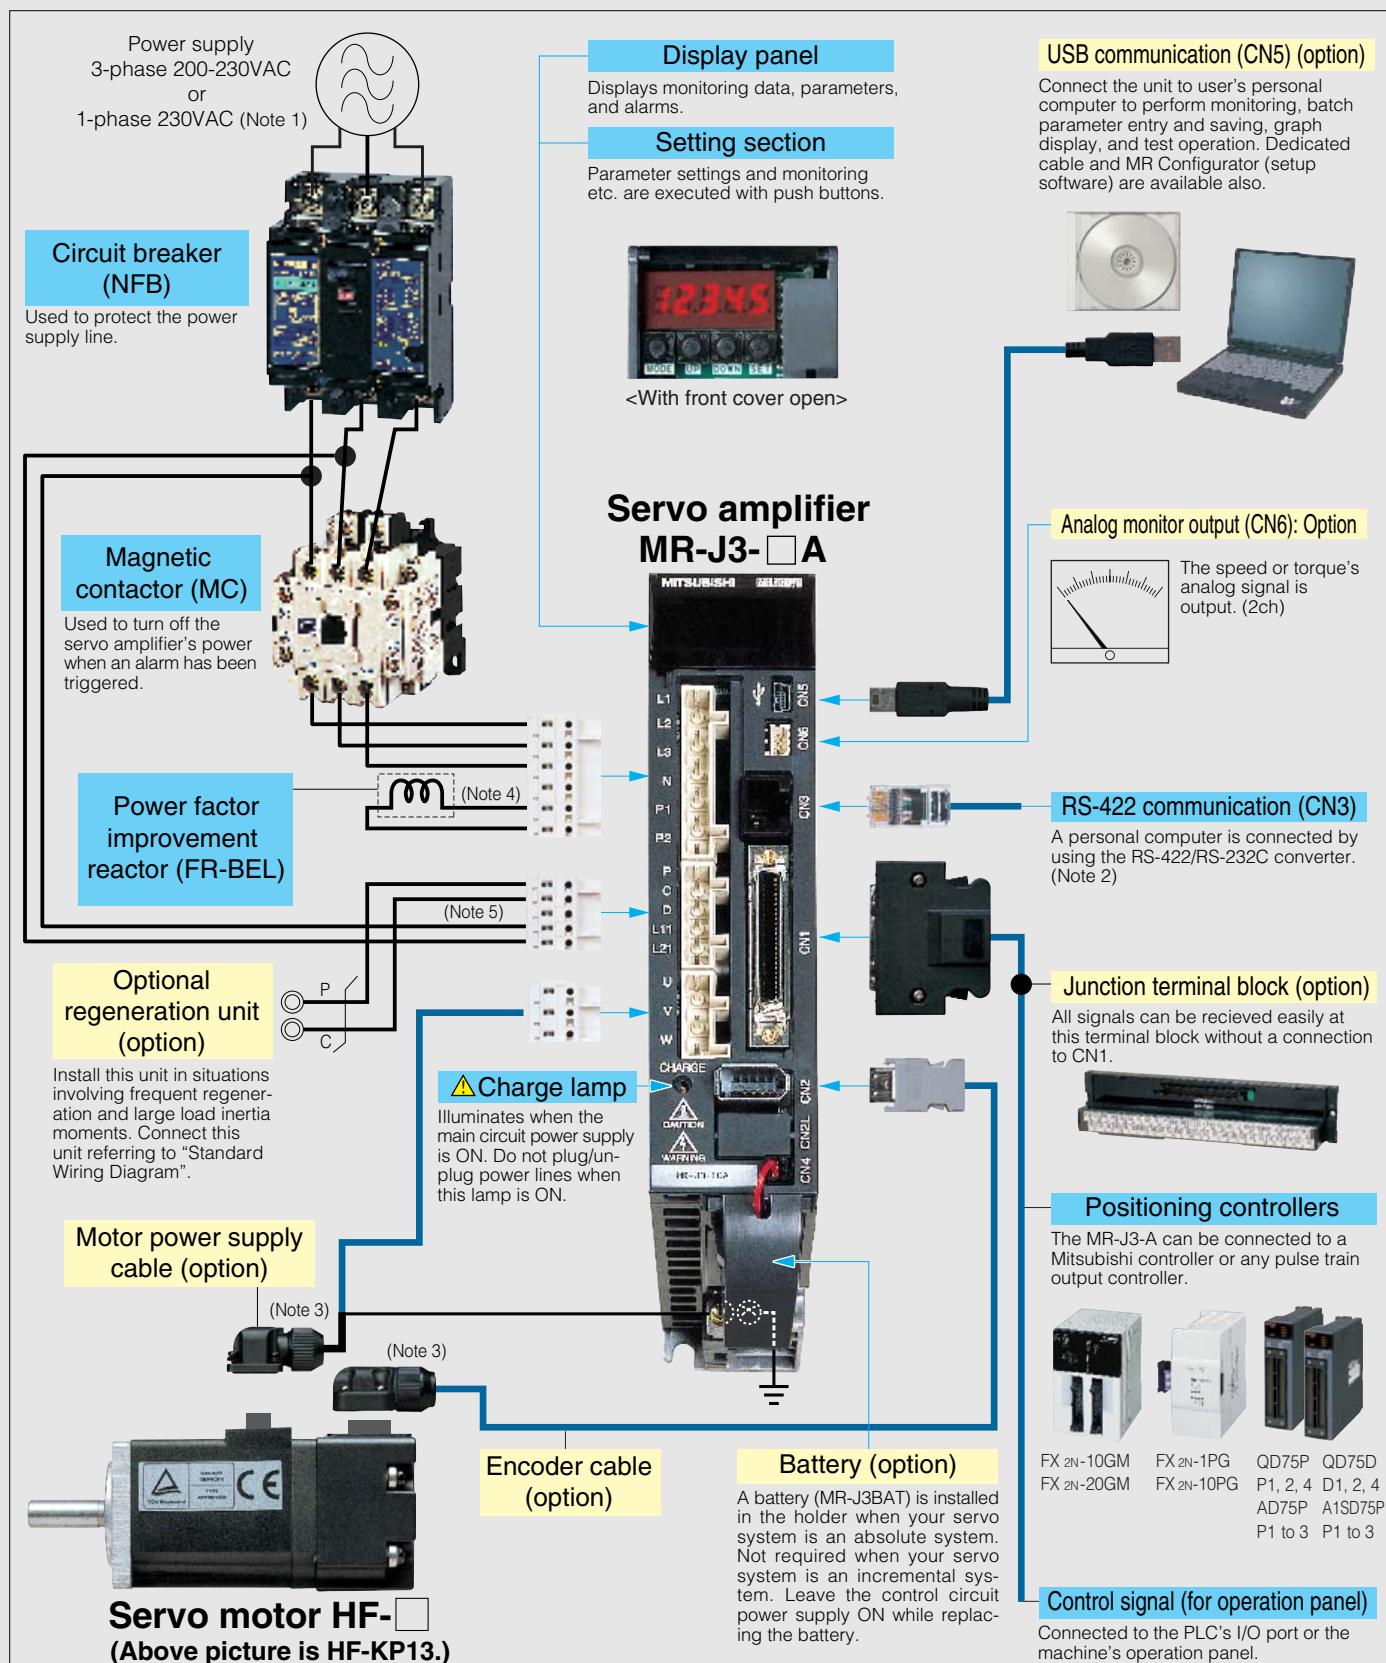 Power supply
3-phase 200-230VAC
or
1-phase 230VAC (Note 1)
Circuit breaker
(NFB)
Used to protect the power
supply line.
Magnetic
contactor (MC)
Used to turn off the
servo amplifier's power
when an alarm has been
triggered.
Power factor
improvement
reactor (FR-BEL)
(Note 4)
(Note 5)
Optional
regeneration unit
(option)
P
C
Install this unit in situations
involving frequent regener-
ation and large load inertia
moments. Connect this
unit referring to “Standard
Wiring Diagram”.
Motor power supply
cable (option)
(Note 3)
(Note 3)
Servo motor HF-□
(Above picture is HF-KP13.)
Display panel
Displays monitoring data, parameters,
and alarms.
Setting section
Parameter settings and monitoring
etc. are executed with push buttons.
12345
MODE UP DOWN SET
<With front cover open>
Servo amplifier
MR-J3-□A
MITSUBISHI
L1
L2
L3
N
P1
P2
P
C
D
L11
L21
U
V
W
CHARGE
CAUTION
WARNING
MR-J3-10A
CN5
CN6
CN3
CN1
CN2
CN2L
CN4
Charge lamp
Illuminates when the
main circuit power supply
is ON. Do not plug/un-
plug power lines when
this lamp is ON.
Encoder cable
(option)
Battery (option)
A battery (MR-J3BAT) is installed
in the holder when your servo
system is an absolute system.
Not required when your servo
system is an incremental sys-
tem. Leave the control circuit
power supply ON while replac-
ing the battery.
USB communication (CN5) (option)
Connect the unit to user's personal
computer to perform monitoring, batch
parameter entry and saving, graph
display, and test operation. Dedicated
cable and MR Configurator (setup
software) are available also.
Analog monitor output (CN6): Option
The speed or torque's
analog signal is
output. (2ch)
RS-422 communication (CN3)
A personal computer is connected by
using the RS-422/RS-232C converter.
(Note 2)
Junction terminal block (option)
All signals can be recieved easily at
this terminal block without a connection
to CN1.
Positioning controllers
The MR-J3-A can be connected to a
Mitsubishi controller or any pulse train
output controller.
FX 2N-10GM FX 2N-1PG QD75P QD75D
FX 2N-20GM FX 2N-10PG P1, 2, 4 D1, 2, 4
AD75P A1SD75P
P1 to 3 P1 to 3
Control signal (for operation panel)
Connected to the PLC's I/O port or the
machine's operation panel.